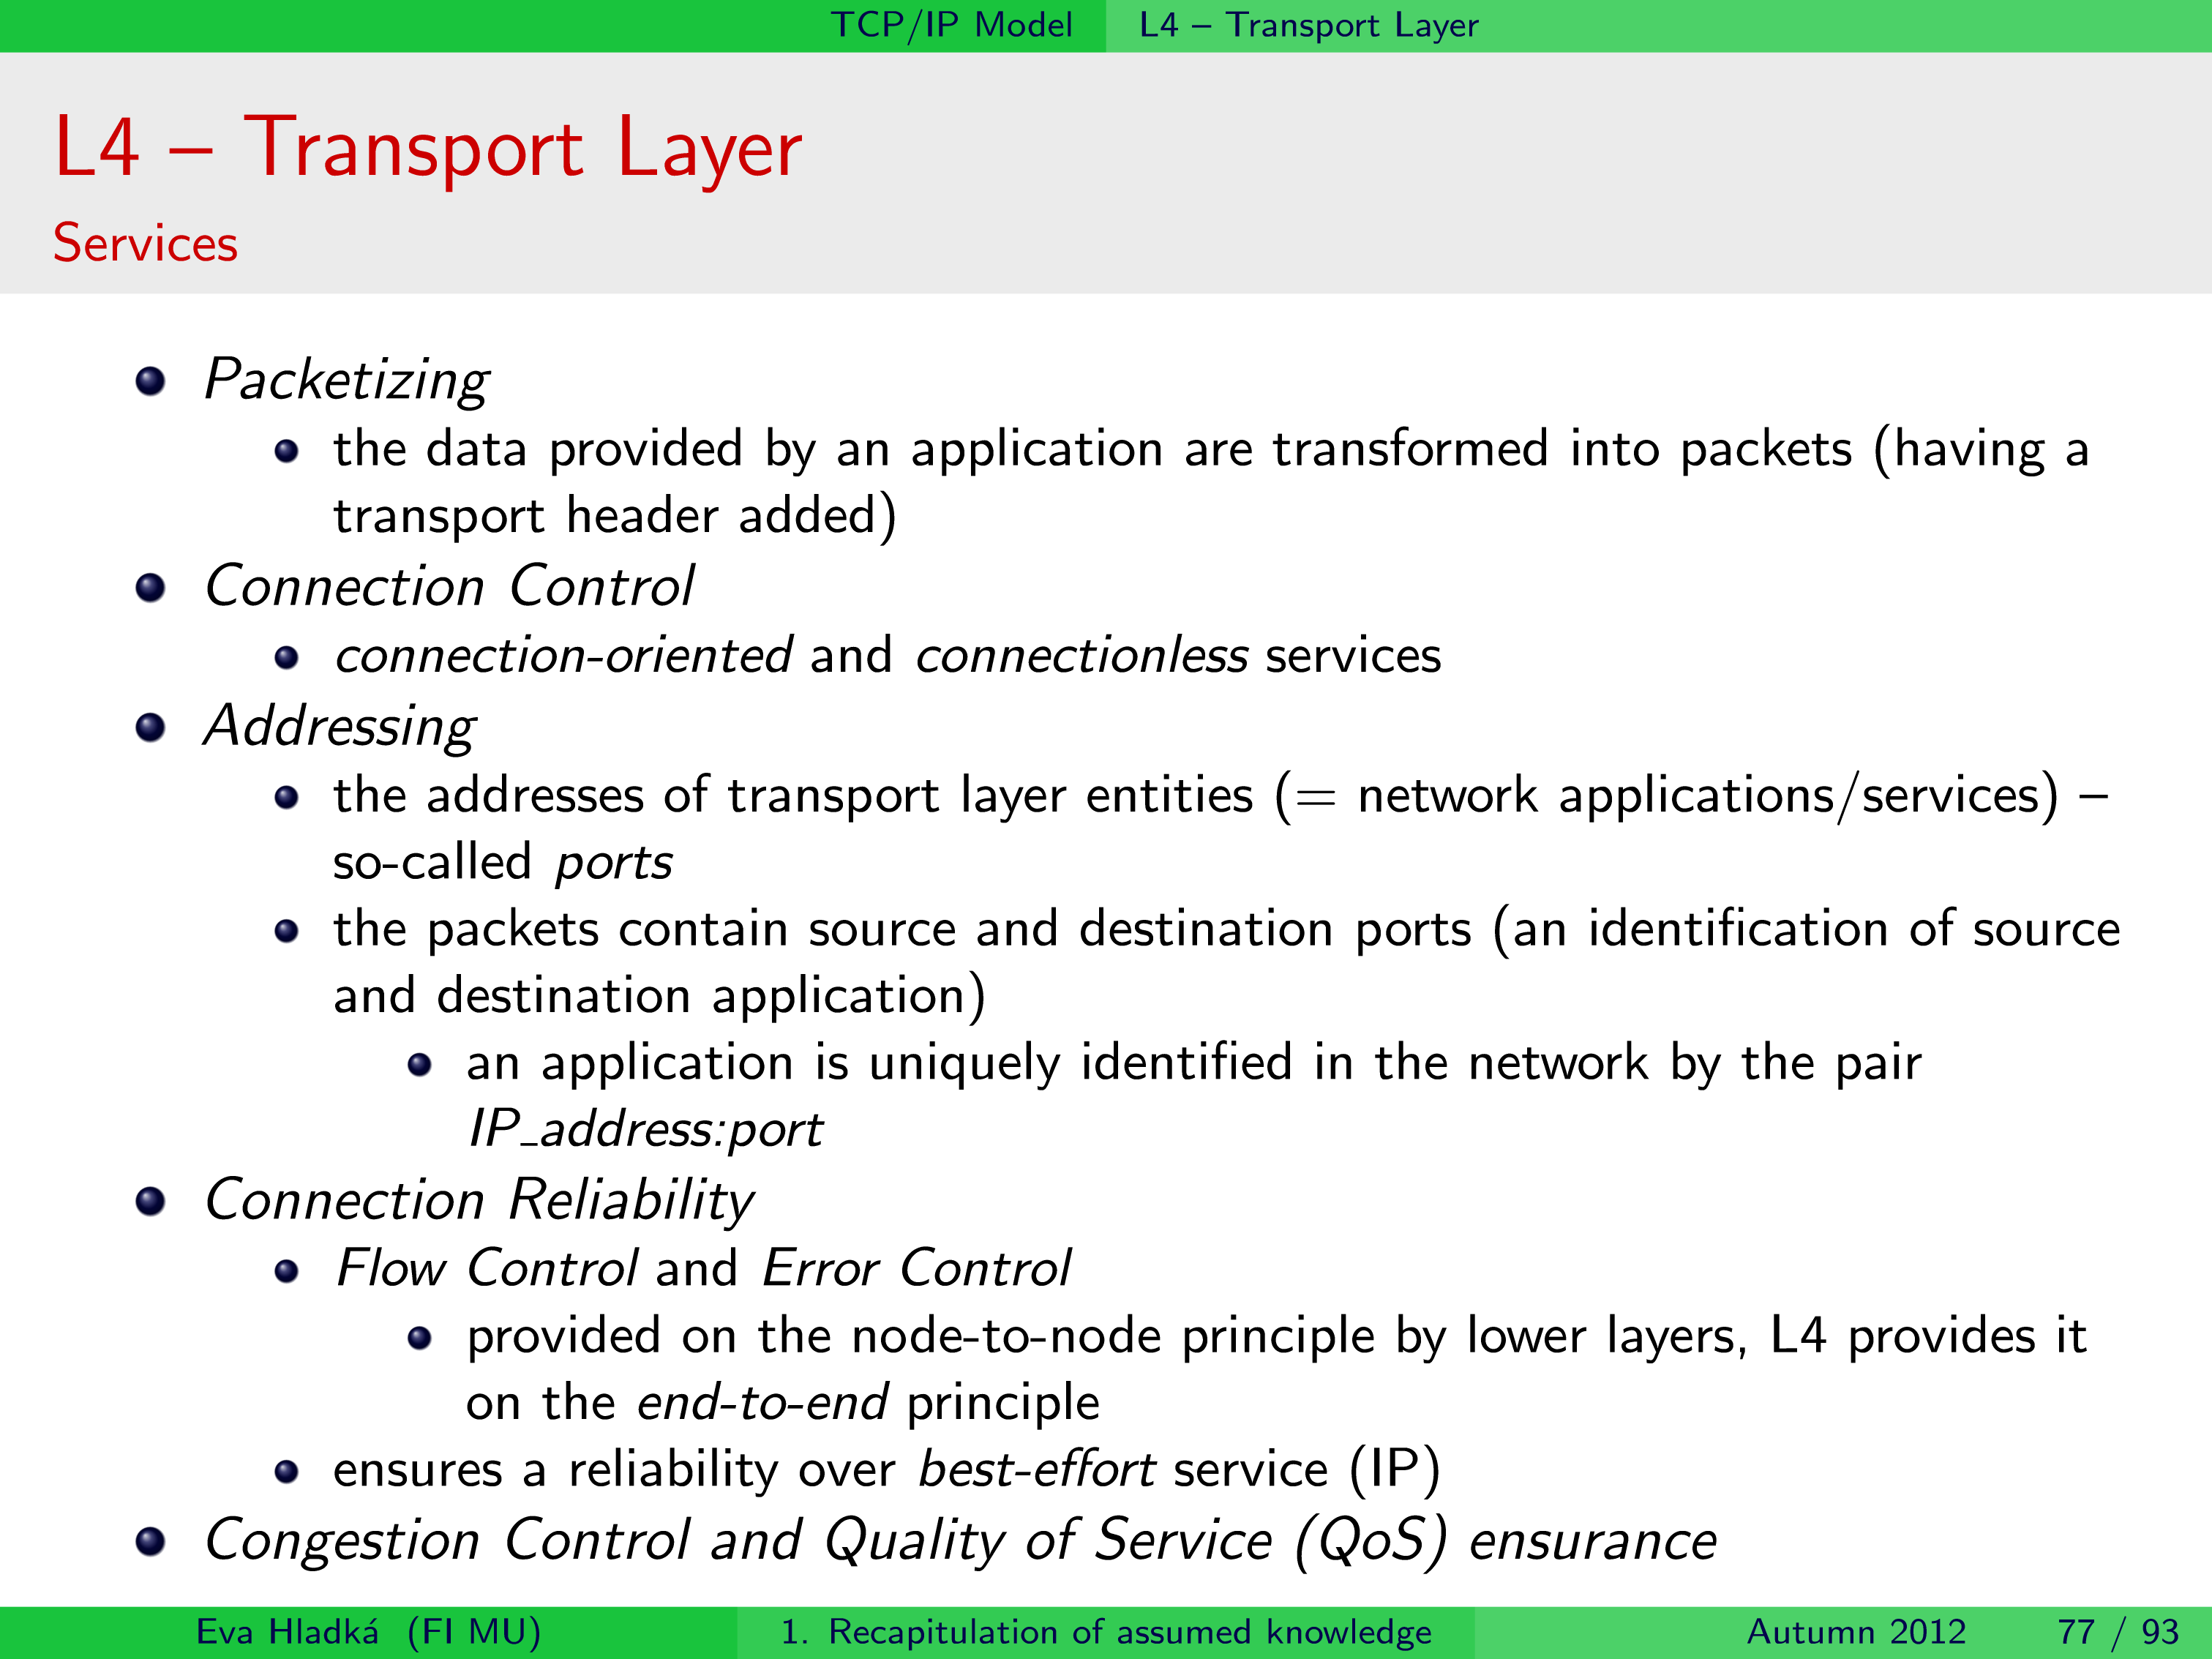 TCP/IP Model L4 – Transport Layer
L4 – Transport Layer
Services
Packetizing
the data provided by an application are transformed into packets (having a
transport header added)
Connection Control
connection-oriented and connectionless services
Addressing
the addresses of transport layer entities (= network applications/services) –
so-called ports
the packets contain source and destination ports (an identification of source
and destination application)
an application is uniquely identified in the network by the pair
IP_address:port
Connection Reliability
Flow Control and Error Control
provided on the node-to-node principle by lower layers, L4 provides it
on the end-to-end principle
ensures a reliability over best-effort service (IP)
Congestion Control and Quality of Service (QoS) ensurance
Eva Hladká (FI MU) 1. Recapitulation of assumed knowledge Autumn 2012 77 / 93